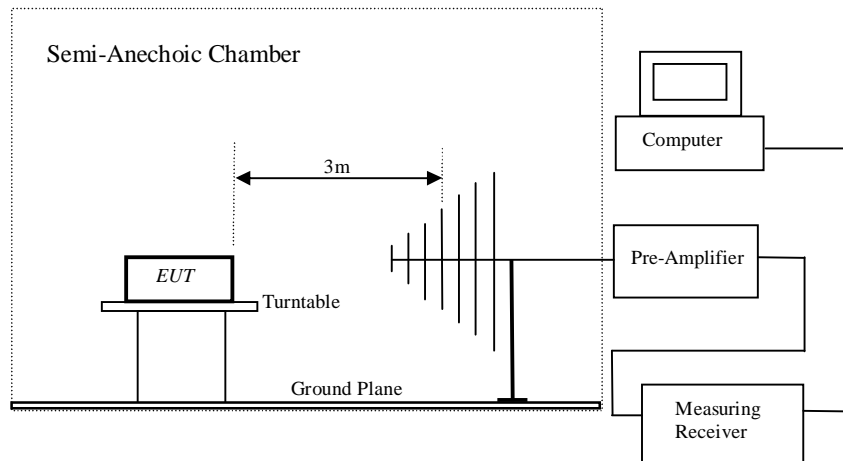 Semi-Anechoic Chamber
Computer
3m
Pre-Amplifier
EUT
Turntable
Ground Plane
Measuring
Receiver